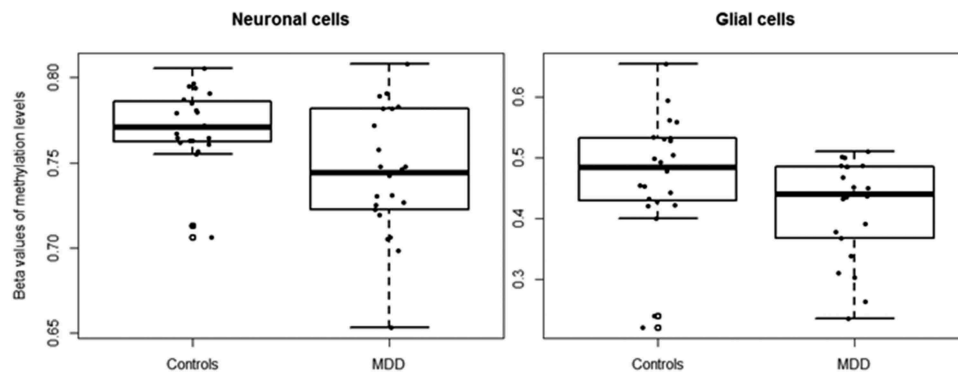 Neuronal cells
Glial cells
Beta values of methylation levels
0.80
0.75
0.70
0.65
Controls
MDD
0.6
0.5
0.4
0.3
Controls
MDD